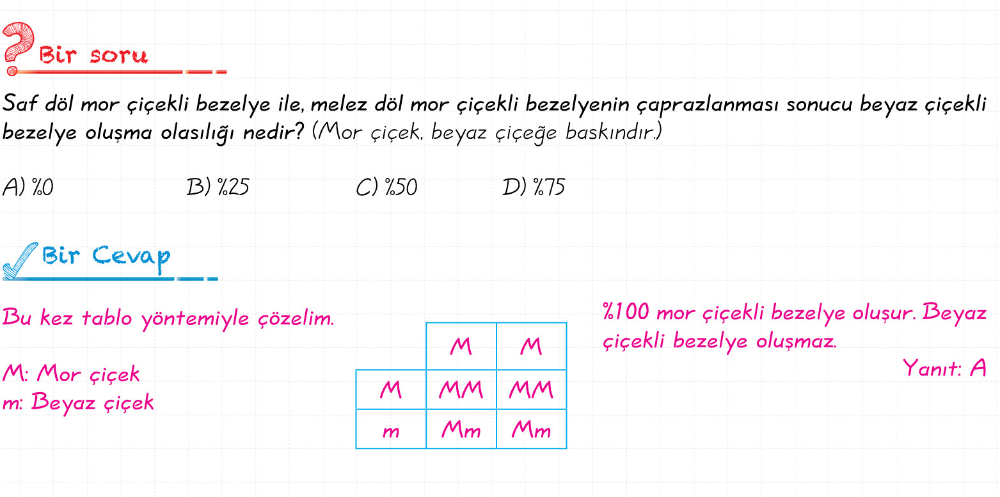 Bir soru
Saf döl mor çiçekli bezelye ile, melez döl mor çiçekli bezelyenin çaprazlanması sonucu beyaz çiçekli
bezelye oluşma olasılığı nedir? (Mor çiçek, beyaz çiçeğe baskındır.)
A) %0 B) %25 C) %50 D) %75
Bir Cevap
Bu kez tablo yöntemiyle çözelim.
M: Mor çiçek
m: Beyaz çiçek
M M
M MM MM
m Mm Mm
%100 mor çiçekli bezelye oluşur. Beyaz
çiçekli bezelye oluşmaz.
Yanıt: A